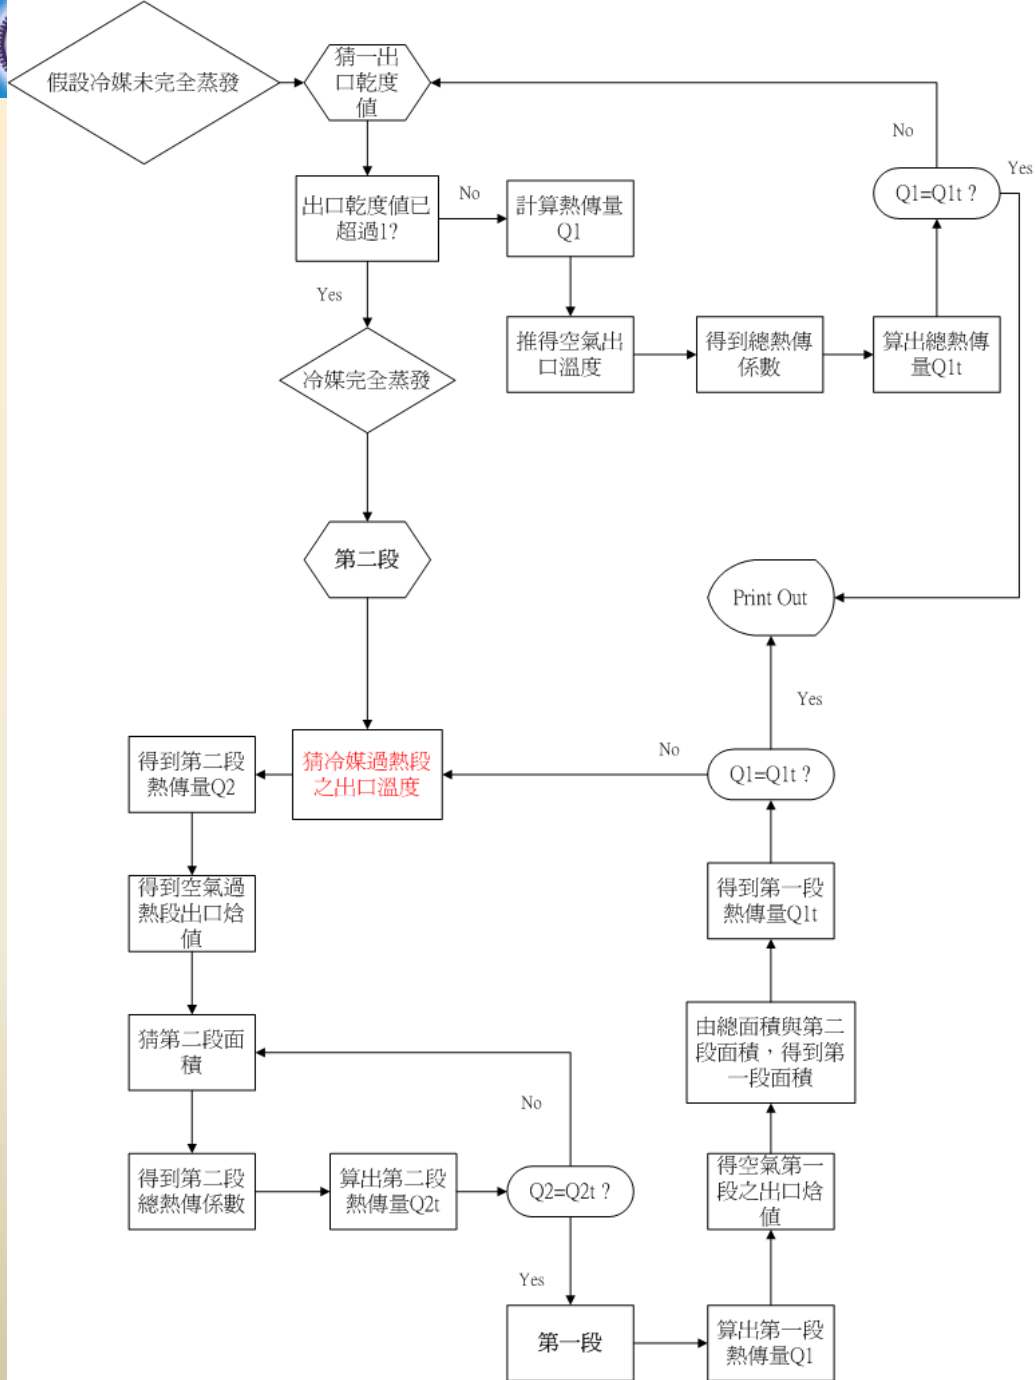 假設冷媒未完全蒸發
猜一出
口乾度
值
No
Yes
出口乾度值已
超過1?
No
計算熱傳量
Q1
Q1=Q1t ?
Yes
推得空氣出
口溫度
得到總熱傳
係數
算出總熱傳
量Q1t
冷媒完全蒸發
第二段
Print Out
Yes
得到第二段
熱傳量Q2
猜冷媒過熱段
之出口溫度
No
Q1=Q1t ?
得到空氣過
熱段出口焓
值
得到第一段
熱傳量Q1t
猜第二段面
積
由總面積與第二
段面積，得到第
一段面積
No
得到第二段
總熱傳係數
算出第二段
熱傳量Q2t
Q2=Q2t ?
得空氣第一
段之出口焓
值
Yes
第一段
算出第一段
熱傳量Q1